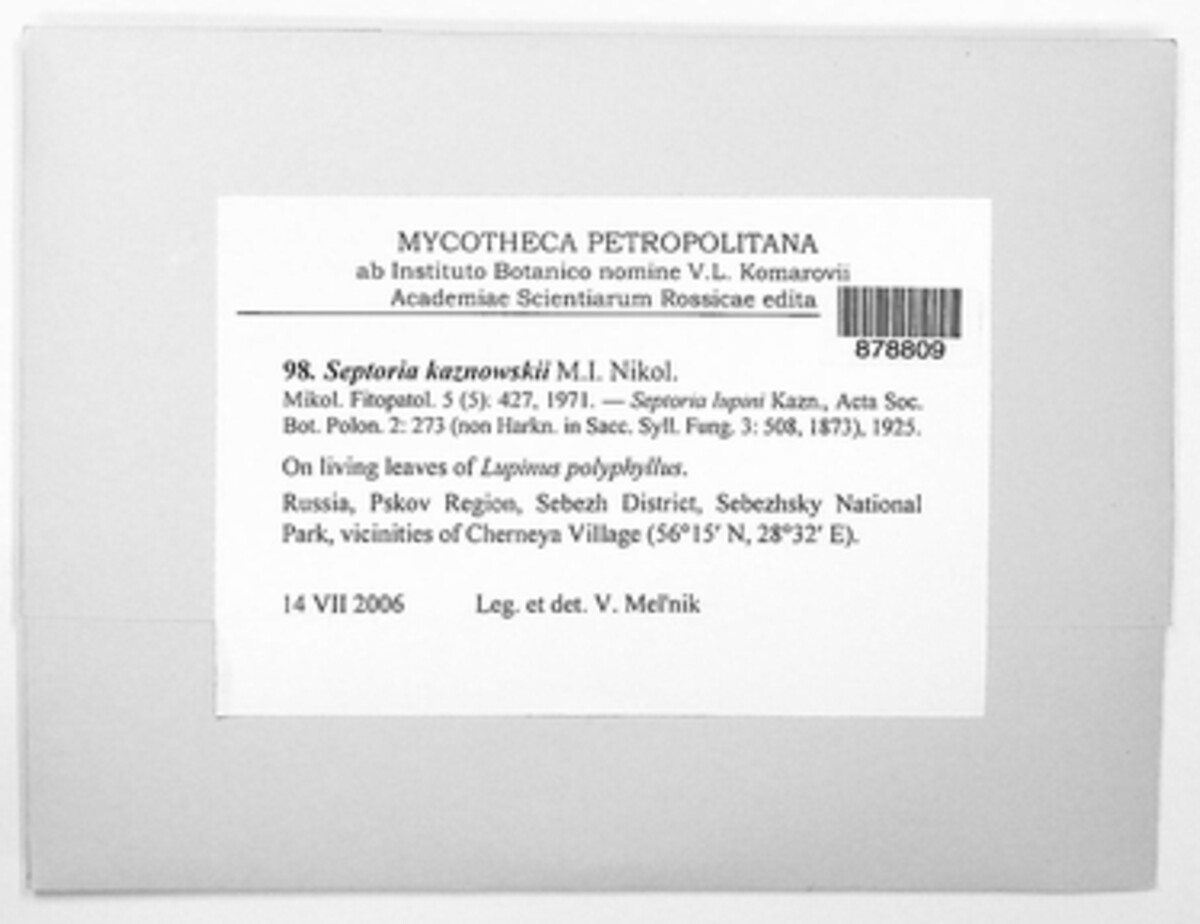 MYCOTHECA PETROPOLITANA
ab Instituto Botanico nomine V.L. Komarovii
Academiae Scientiarum Rossicae edita
878809
98. Septoria kaznowskii M.I. Nikol.
Mikol. Fitopatol. 5 (5): 427, 1971. — Septoria lupini Kazn., Acta Soc.
Bot. Polon. 2: 273 (non Harkn. in Sacc. Syll. Fung. 3: 508, 1873), 1925.
On living leaves of Lupinus polyphyllus.
Russia, Pskov Region, Sebezh District, Sebezhsky National
Park, vicinities of Cherneya Village (56°15′ N, 28°32′ E).
14 VII 2006 Leg. et det. V. Mel'nik